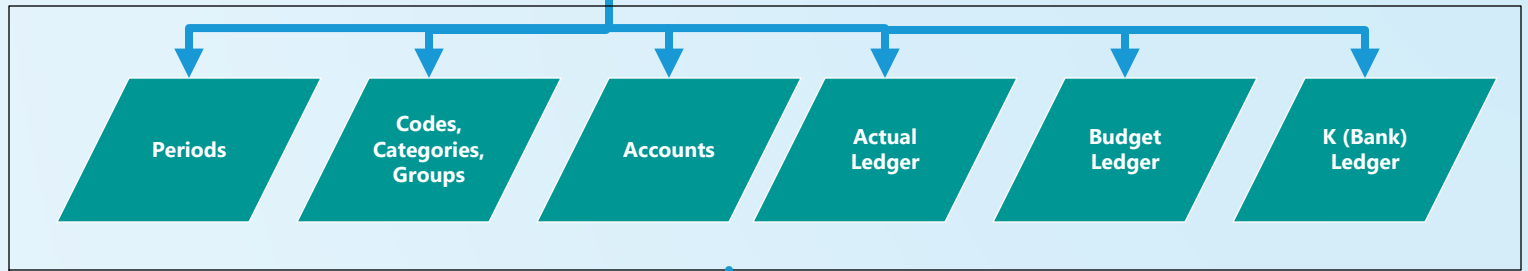 Periods
Codes,
Categories,
Groups
Accounts
Actual
Ledger
Budget
Ledger
K (Bank)
Ledger